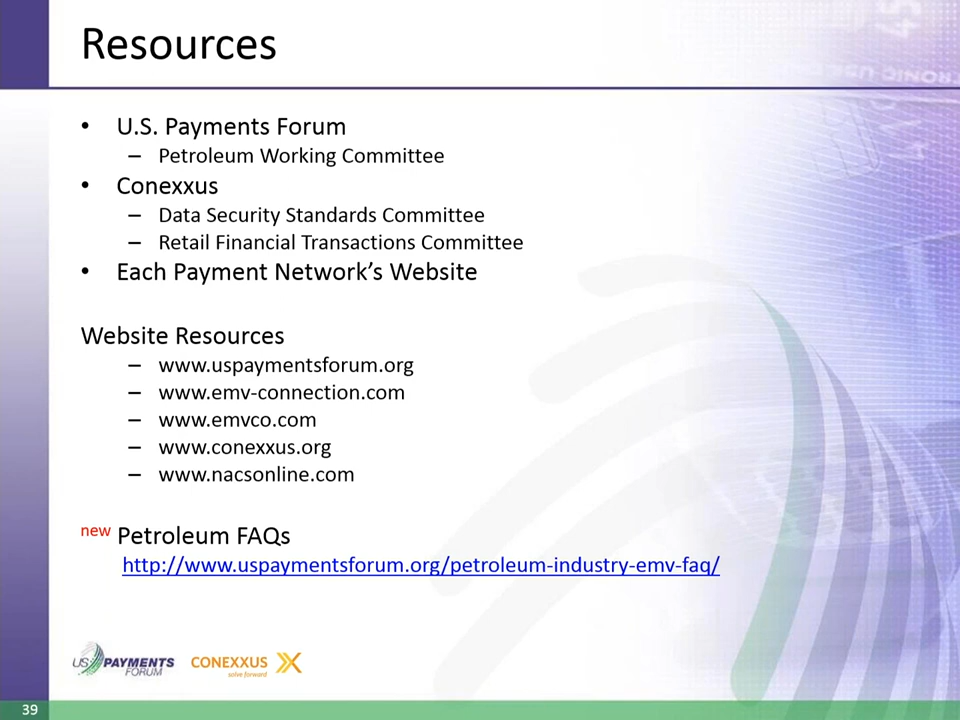 Resources
• U.S. Payments Forum
– Petroleum Working Committee
• Conexxus
– Data Security Standards Committee
– Retail Financial Transactions Committee
• Each Payment Network’s Website
Website Resources
– www.uspaymentsforum.org
– www.emv-connection.com
– www.emvco.com
– www.conexxus.org
– www.nacsonline.com
new Petroleum FAQs
http://www.uspaymentsforum.org/petroleum-industry-emv-faq/
US PAYMENTS
FORUM
CONEXXUS
solve forward
39